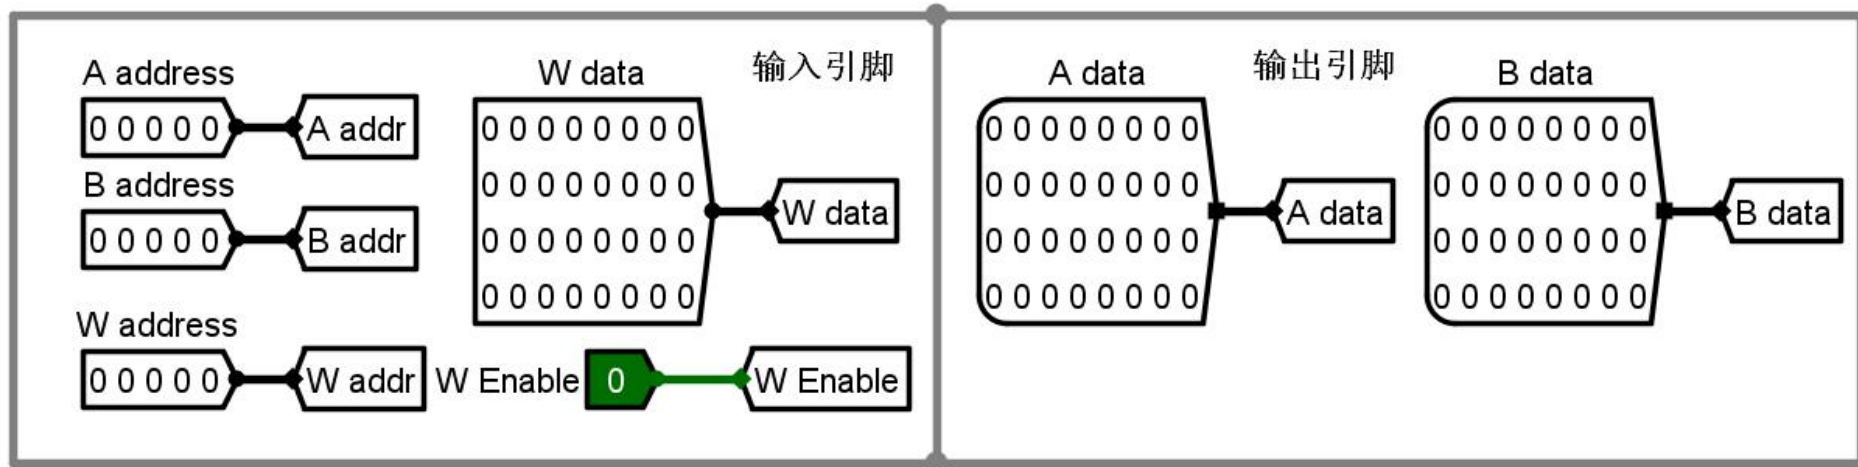 A address
0 0 0 0 0
A addr
B address
0 0 0 0 0
B addr
W address
0 0 0 0 0
W addr
W data
0 0 0 0 0 0 0 0
0 0 0 0 0 0 0 0
0 0 0 0 0 0 0 0
0 0 0 0 0 0 0 0
W data
输入引脚
W Enable
0
W Enable
A data
0 0 0 0 0 0 0 0
0 0 0 0 0 0 0 0
0 0 0 0 0 0 0 0
0 0 0 0 0 0 0 0
A data
输出引脚
B data
0 0 0 0 0 0 0 0
0 0 0 0 0 0 0 0
0 0 0 0 0 0 0 0
0 0 0 0 0 0 0 0
B data